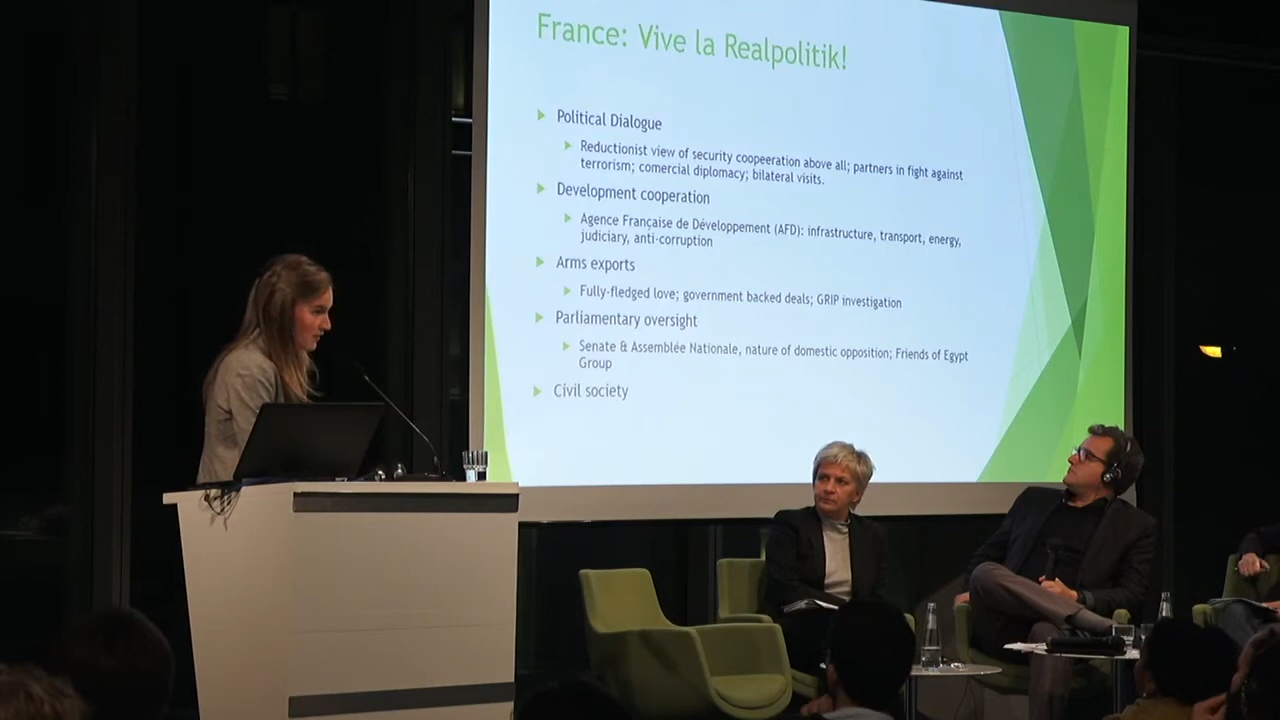 France: Vive la Realpolitik!
Political Dialogue
Reductionist view of security coopeeration above all; partners in fight against
terrorism; comercial diplomacy; bilateral visits.
Development cooperation
Agence Française de Développement (AFD): infrastructure, transport, energy,
judiciary, anti-corruption
Arms exports
Fully-fledged love; government backed deals; GRIP investigation
Parliamentary oversight
Senate & Assemblée Nationale, nature of domestic opposition; Friends of Egypt
Group
Civil society